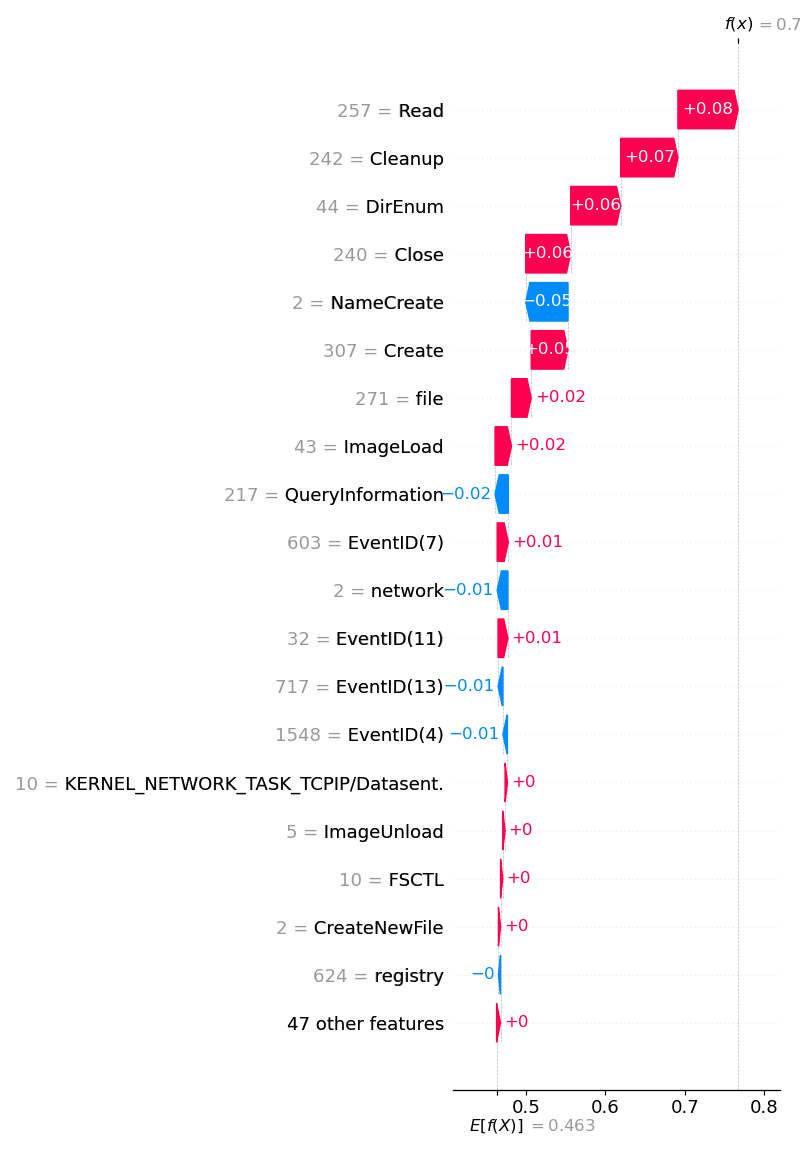 f(x) = 0.7
257 = Read +0.08
242 = Cleanup +0.07
44 = DirEnum +0.06
240 = Close +0.06
2 = NameCreate −0.05
307 = Create +0.05
271 = file +0.02
43 = ImageLoad +0.02
217 = QueryInformation −0.02
603 = EventID(7) +0.01
2 = network −0.01
32 = EventID(11) +0.01
717 = EventID(13) −0.01
1548 = EventID(4) −0.01
10 = KERNEL_NETWORK_TASK_TCPIP/Datasent. +0
5 = ImageUnload +0
10 = FSCTL +0
2 = CreateNewFile +0
624 = registry −0
47 other features +0
0.5 0.6 0.7 0.8
E[f(X)] = 0.463